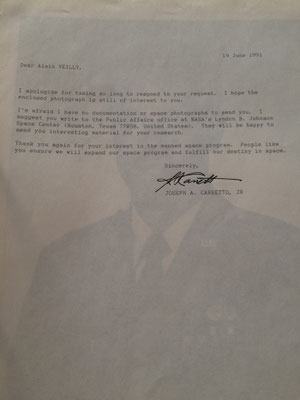 19 June 1991
Dear Alain VEILLY,
I apologize for taking so long to respond to your request. I hope the
enclosed photograph is still of interest to you.
I'm afraid I have no documentation or space photographs to send you. I
suggest you write to the Public Affairs office at NASA's Lyndon B. Johnson
Space Center (Houston, Texas 77058, United States). They will be happy to
send you interesting material for your research.
Thank you again for your interest in the manned space program. People like
you ensure we will expand our space program and fulfill our destiny in space.
Sincerely,
JOSEPH A. CARRETTO, JR